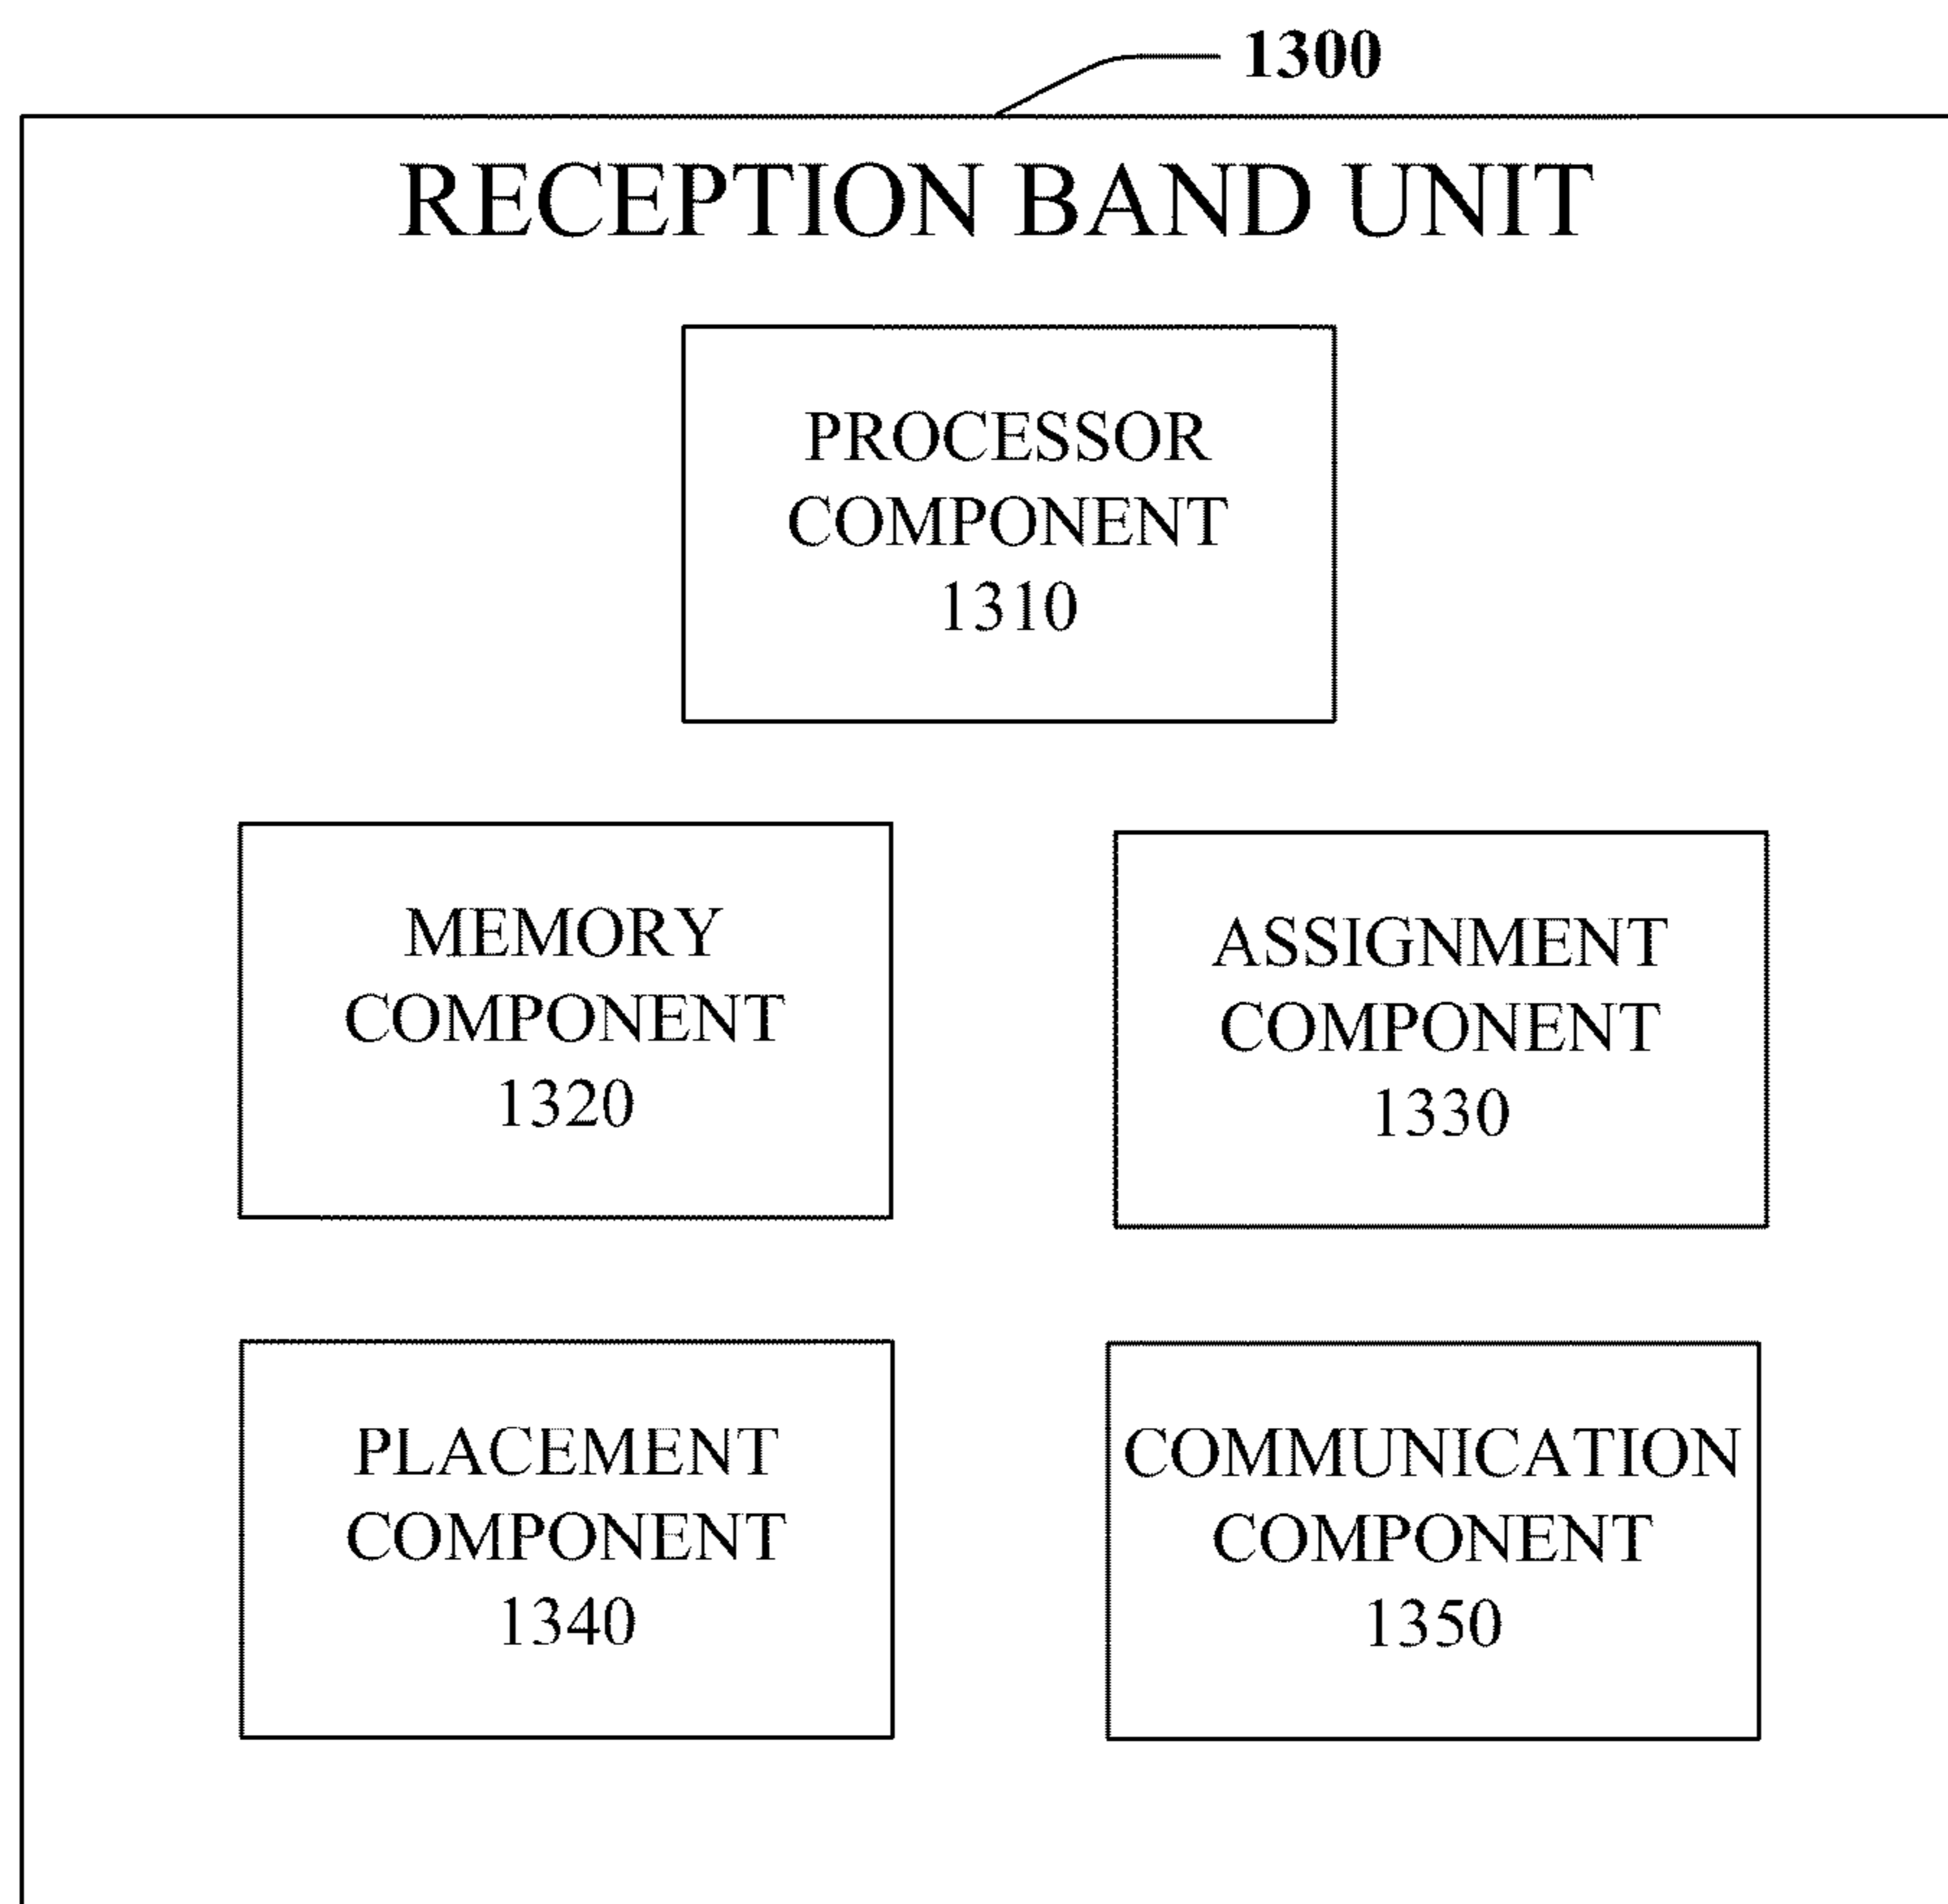 1300
RECEPTION BAND UNIT
PROCESSOR
COMPONENT
1310
MEMORY
COMPONENT
1320
ASSIGNMENT
COMPONENT
1330
PLACEMENT
COMPONENT
1340
COMMUNICATION
COMPONENT
1350